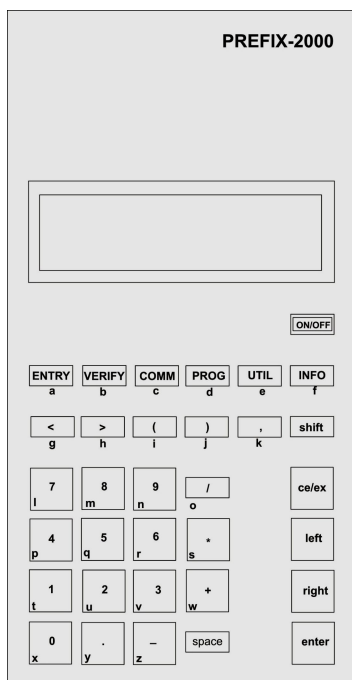 PREFIX-2000
ON/OFF
ENTRY VERIFY COMM PROG UTIL INFO
a b c d e f
< > ( ) , shift
g h i j k
7 8 9 / ce/ex
l m n o
4 5 6 * left
p q r s
1 2 3 + right
t u v w
0 . – space enter
x y z